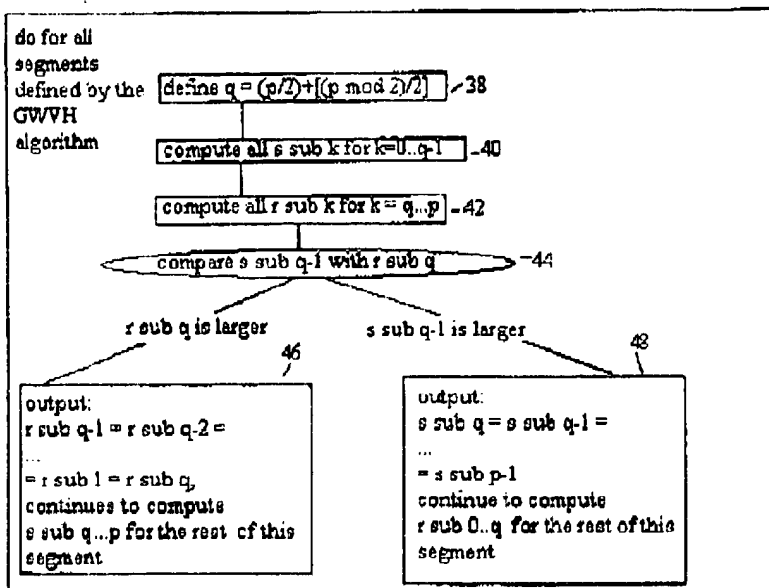 do for all
segments
defined by the
GWVH
algorithm
define q = (p/2)+[(p mod 2)/2]
38
compute all s sub k for k=0..q-1
40
compute all r sub k for k = q...p
42
compare s sub q-1 with r sub q
44
r sub q is larger
s sub q-1 is larger
46
output:
r sub q-1 = r sub q-2 =
...
= r sub 1 = r sub q,
continues to compute
s sub q...p for the rest of this
segment
48
output:
s sub q = s sub q-1 =
...
= s sub p-1
continue to compute
r sub 0..q for the rest of this
segment